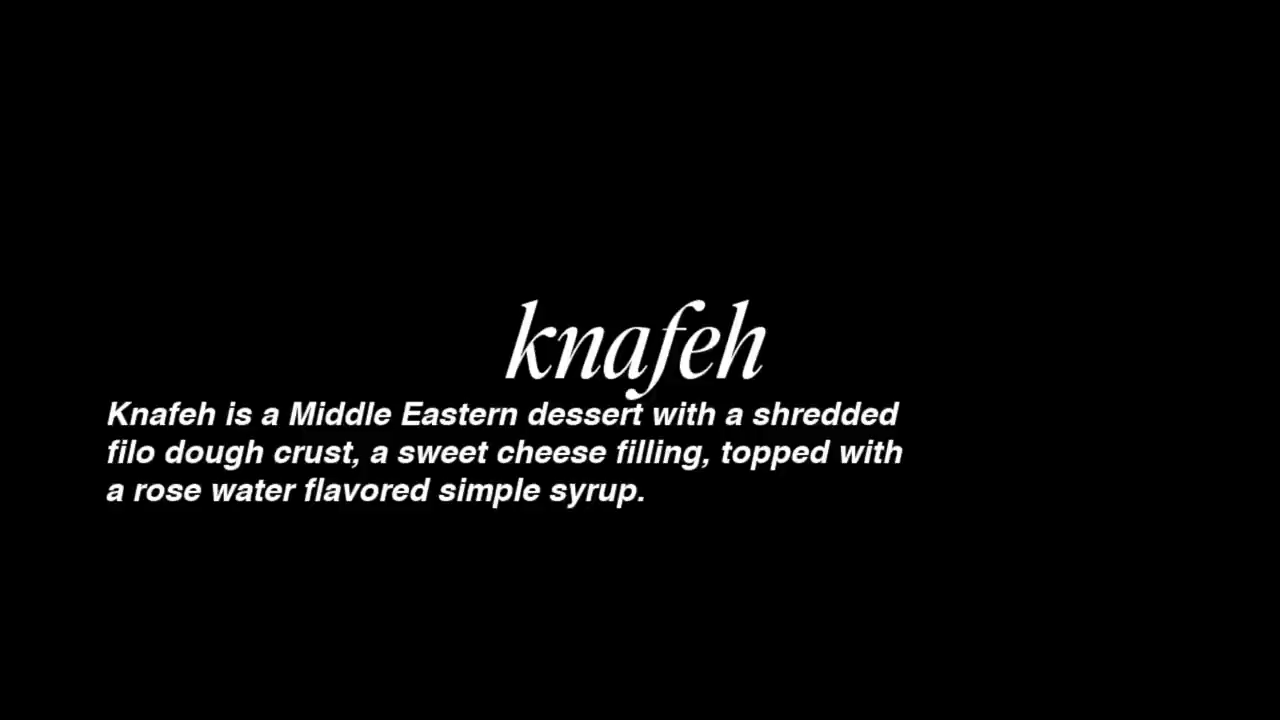 knafeh
Knafeh is a Middle Eastern dessert with a shredded
filo dough crust, a sweet cheese filling, topped with
a rose water flavored simple syrup.